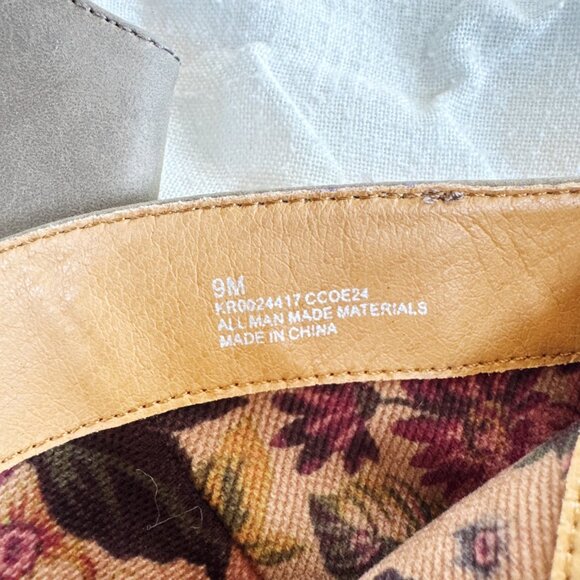 9M
KR0024417 CCOE24
ALL MAN MADE MATERIALS
MADE IN CHINA